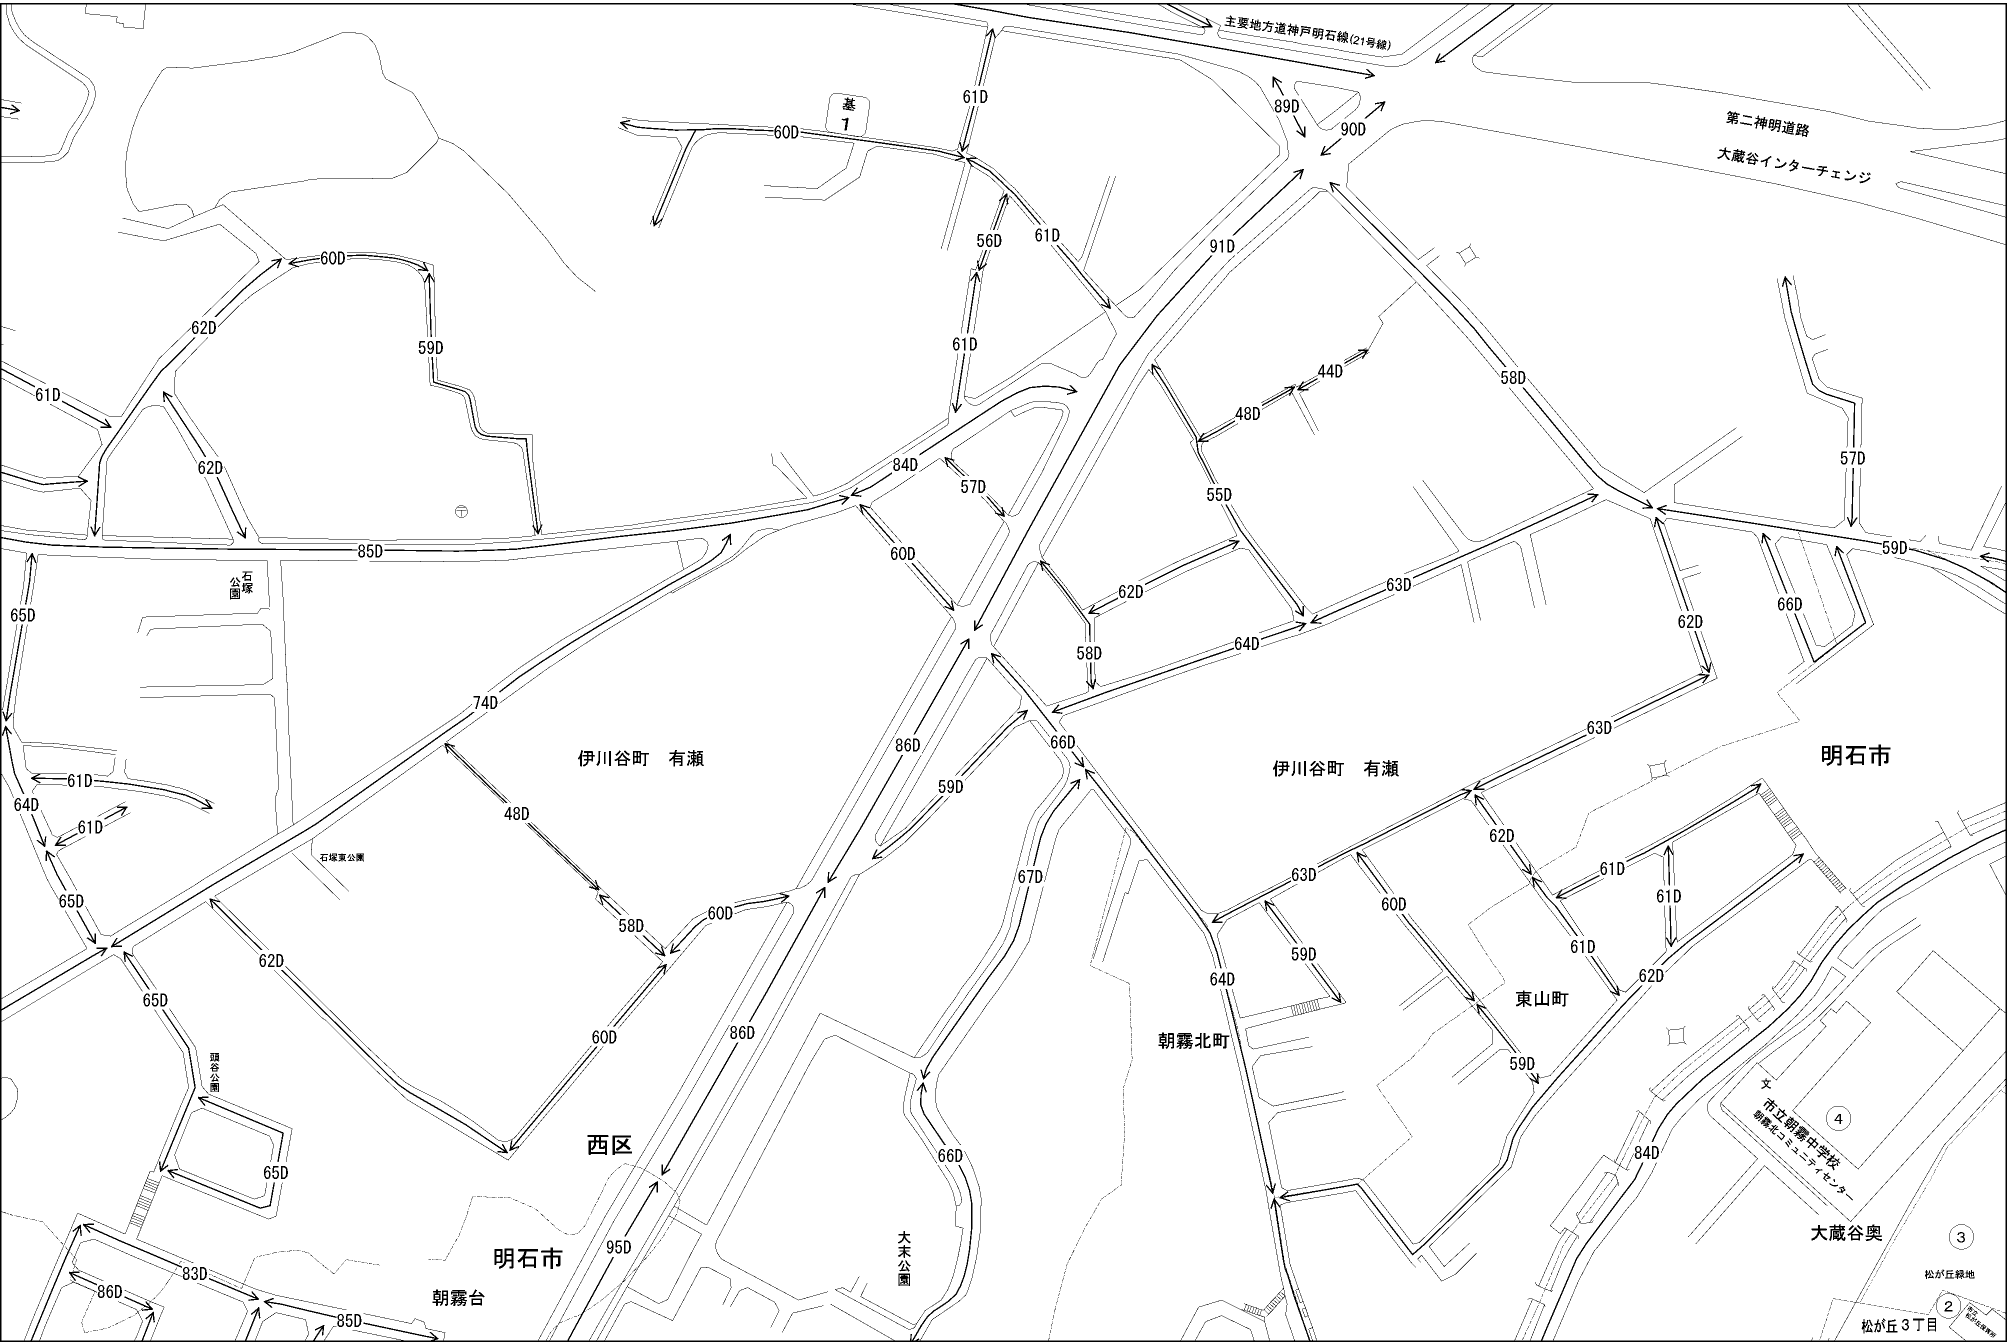 主要地方道神戸明石線(21号線)
61D
基
1
89D
90D
60D
第二神明道路
大蔵谷インターチェンジ
56D
61D
91D
60D
62D
59D
61D
44D
58D
61D
48D
62D
84D
57D
57D
55D
〒
85D
60D
59D
石塚公園
62D
63D
66D
65D
62D
64D
58D
74D
63D
66D
86D
伊川谷町　有瀬
伊川谷町　有瀬
明石市
61D
59D
64D
48D
61D
62D
石塚東公園
63D
67D
61D
61D
65D
60D
60D
58D
62D
59D
61D
64D
62D
65D
東山町
86D
60D
朝霧北町
頭谷公園
59D
文
市立朝霧中学校
朝霧北コミュニティセンター
4
西区
66D
84D
65D
大蔵谷奥
3
95D
大末公園
明石市
83D
松が丘緑地
86D
朝霧台
2
85D
松が丘3丁目